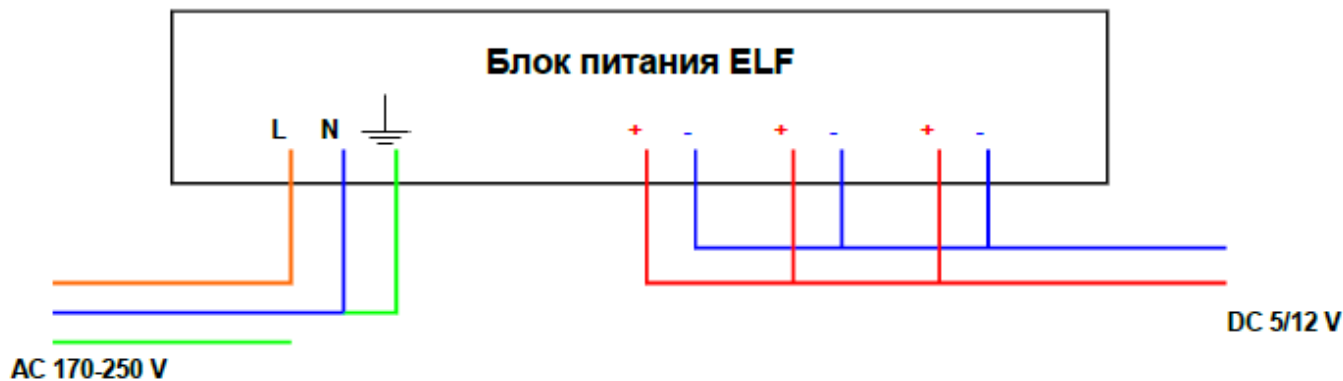 Блок питания ELF
L N + - + - + -
DC 5/12 V
AC 170-250 V